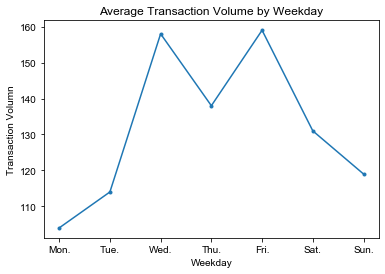 Average Transaction Volume by Weekday
Transaction Volumn
160
150
140
130
120
110
Mon. Tue. Wed. Thu. Fri. Sat. Sun.
Weekday